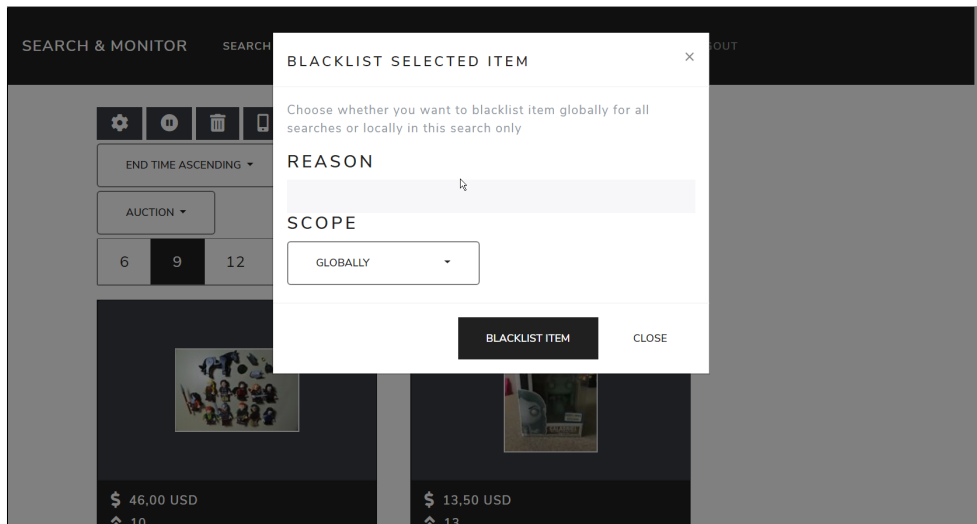 SEARCH & MONITOR
SEARCH
BLACKLIST SELECTED ITEM
×
Choose whether you want to blacklist item globally for all
searches or locally in this search only
REASON
SCOPE
GLOBALLY
BLACKLIST ITEM
CLOSE
END TIME ASCENDING
AUCTION
6 9 12
$ 46,00 USD
10
$ 13,50 USD
13